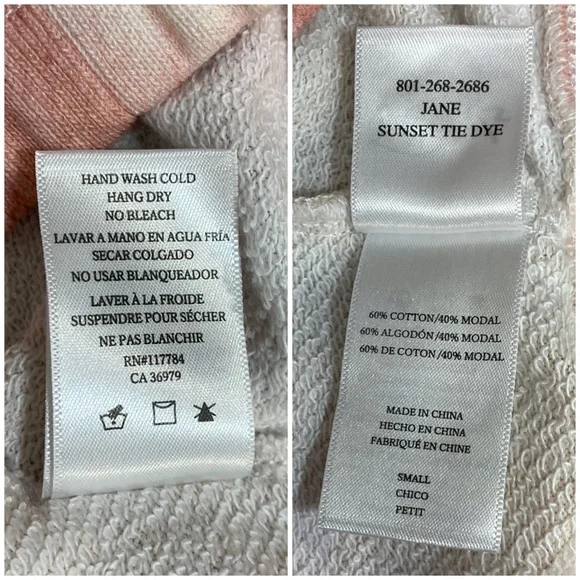 HAND WASH COLD
HANG DRY
NO BLEACH
LAVAR A MANO EN AGUA FRÍA
SECAR COLGADO
NO USAR BLANQUEADOR
LAVER À LA FROIDE
SUSPENDRE POUR SÉCHER
NE PAS BLANCHIR
RN#117784
CA 36979
801-268-2686
JANE
SUNSET TIE DYE
60% COTTON/40% MODAL
60% ALGODÓN/40% MODAL
60% DE COTON/40% MODAL
MADE IN CHINA
HECHO EN CHINA
FABRIQUÉ EN CHINE
SMALL
CHICO
PETIT